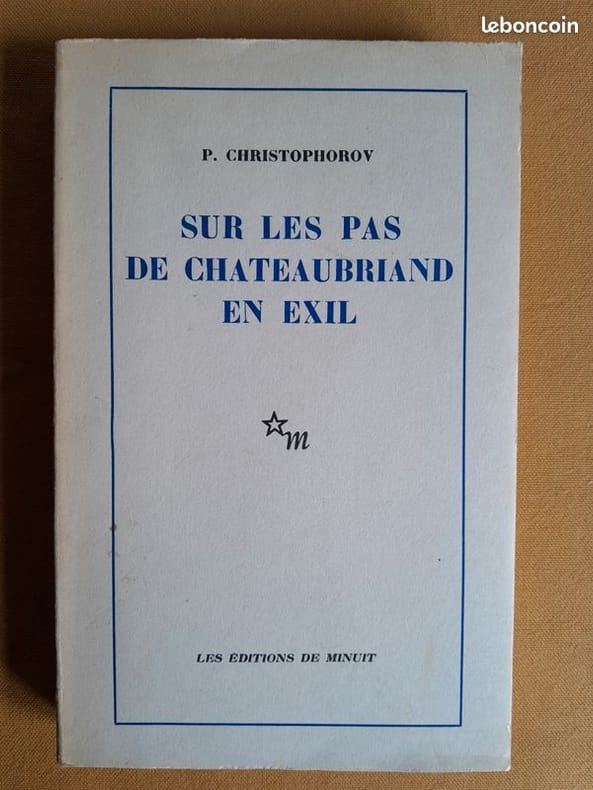 leboncoin
P. CHRISTOPHOROV
SUR LES PAS
DE CHATEAUBRIAND
EN EXIL
m
LES ÉDITIONS DE MINUIT